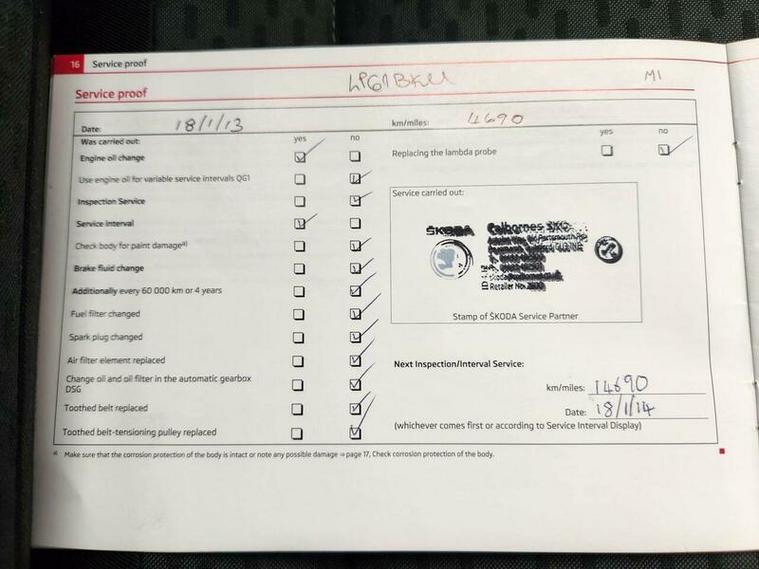 16 Service proof
Service proof LP61BKU M1
Date: 18/1/13 km/miles: 4690
Was carried out: yes no yes no
Engine oil change
Replacing the lambda probe
Use engine oil for variable service intervals QG1
Inspection Service
Service carried out:
Service interval
Check body for paint damage a)
Brake fluid change
Additionally every 60 000 km or 4 years
Fuel filter changed
Spark plug changed
Air filter element replaced
Change oil and oil filter in the automatic gearbox
DSG
Toothed belt replaced
Toothed belt-tensioning pulley replaced
ŠKODA
Retailer No.
Stamp of ŠKODA Service Partner
Next Inspection/Interval Service:
km/miles: 14690
Date: 18/1/14
(whichever comes first or according to Service Interval Display)
a) Make sure that the corrosion protection of the body is intact or note any possible damage ⇒ page 17, Check corrosion protection of the body.